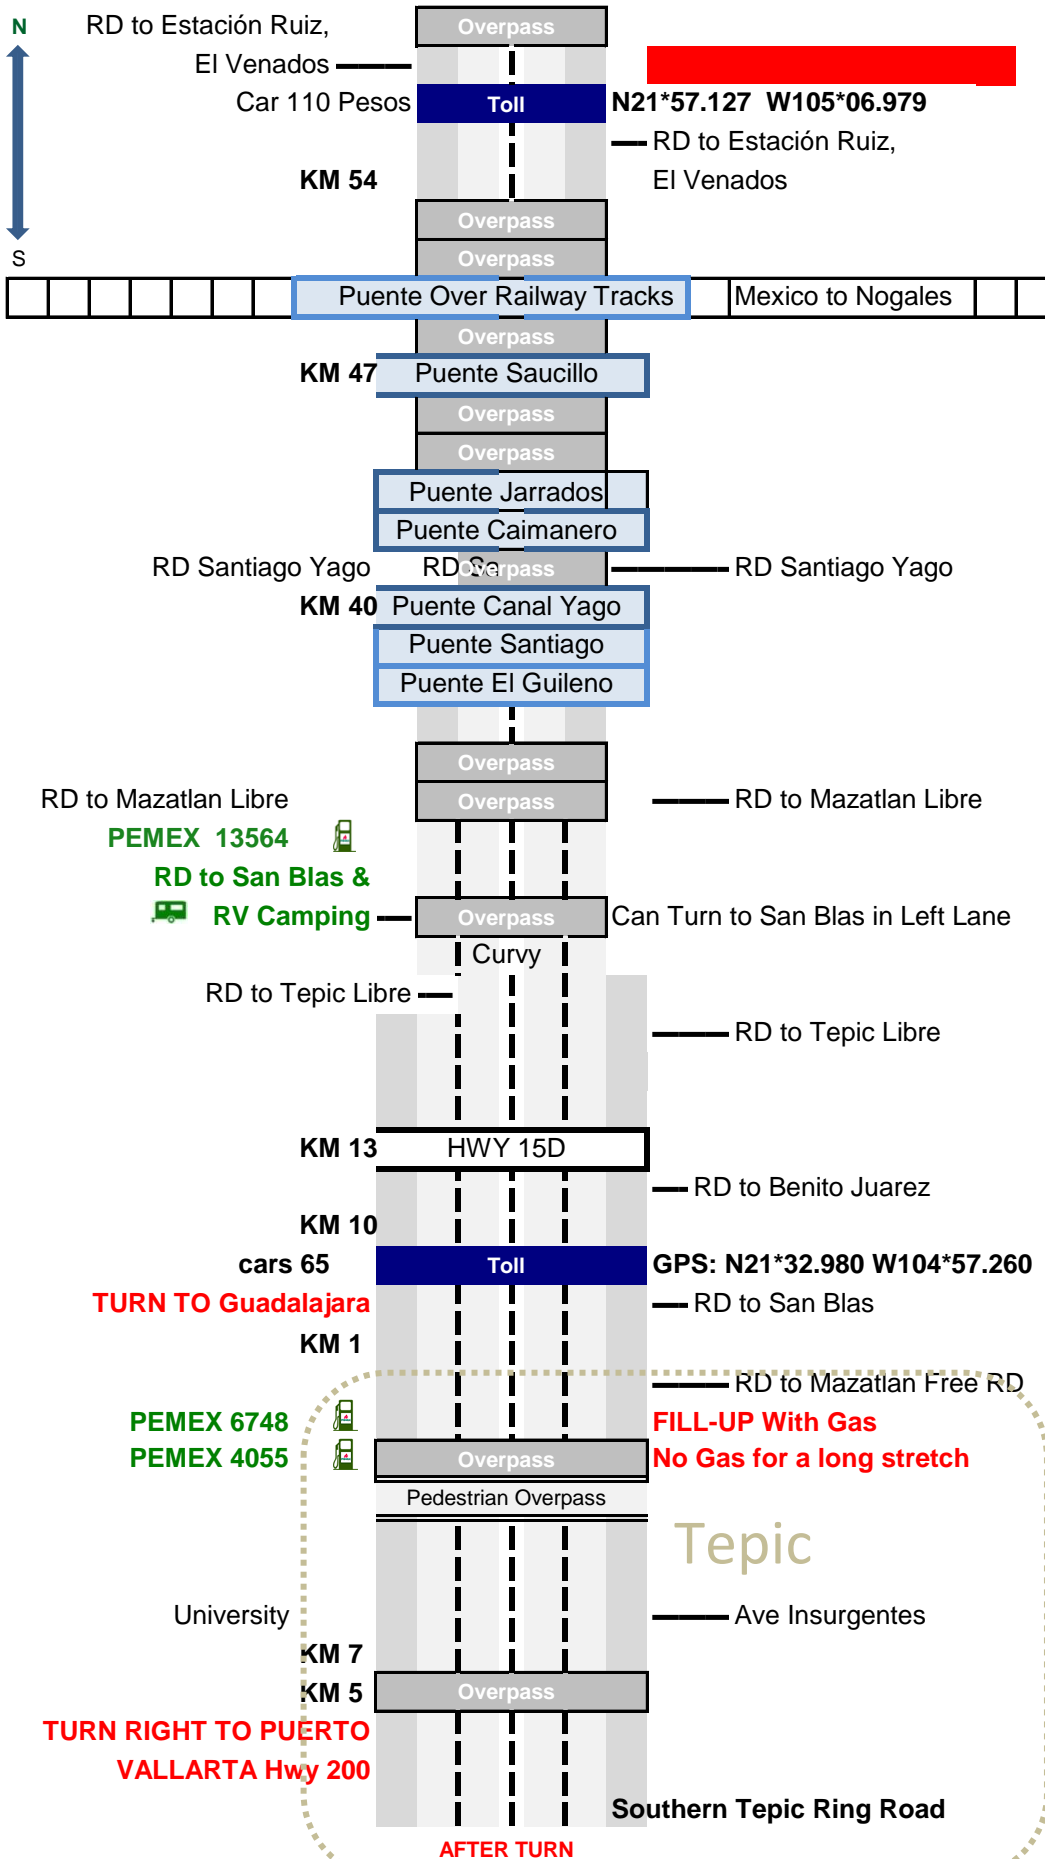 N
RD to Estación Ruiz,
Overpass
El Venados
Car 110 Pesos
Toll
N21*57.127 W105*06.979
RD to Estación Ruiz,
KM 54
El Venados
Overpass
S
Overpass
Puente Over Railway Tracks
Mexico to Nogales
Overpass
KM 47
Puente Saucillo
Overpass
Overpass
Puente Jarrados
Puente Caimanero
RD Santiago Yago
RD Se
Overpass
RD Santiago Yago
KM 40
Puente Canal Yago
Puente Santiago
Puente El Guileno
Overpass
RD to Mazatlan Libre
Overpass
RD to Mazatlan Libre
PEMEX 13564
RD to San Blas &
RV Camping
Overpass
Can Turn to San Blas in Left Lane
Curvy
RD to Tepic Libre
RD to Tepic Libre
KM 13
HWY 15D
RD to Benito Juarez
KM 10
cars 65
Toll
GPS: N21*32.980 W104*57.260
TURN TO Guadalajara
RD to San Blas
KM 1
RD to Mazatlan Free RD
PEMEX 6748
FILL-UP With Gas
PEMEX 4055
Overpass
No Gas for a long stretch
Pedestrian Overpass
Tepic
University
Ave Insurgentes
KM 7
KM 5
Overpass
TURN RIGHT TO PUERTO
VALLARTA Hwy 200
Southern Tepic Ring Road
AFTER TURN